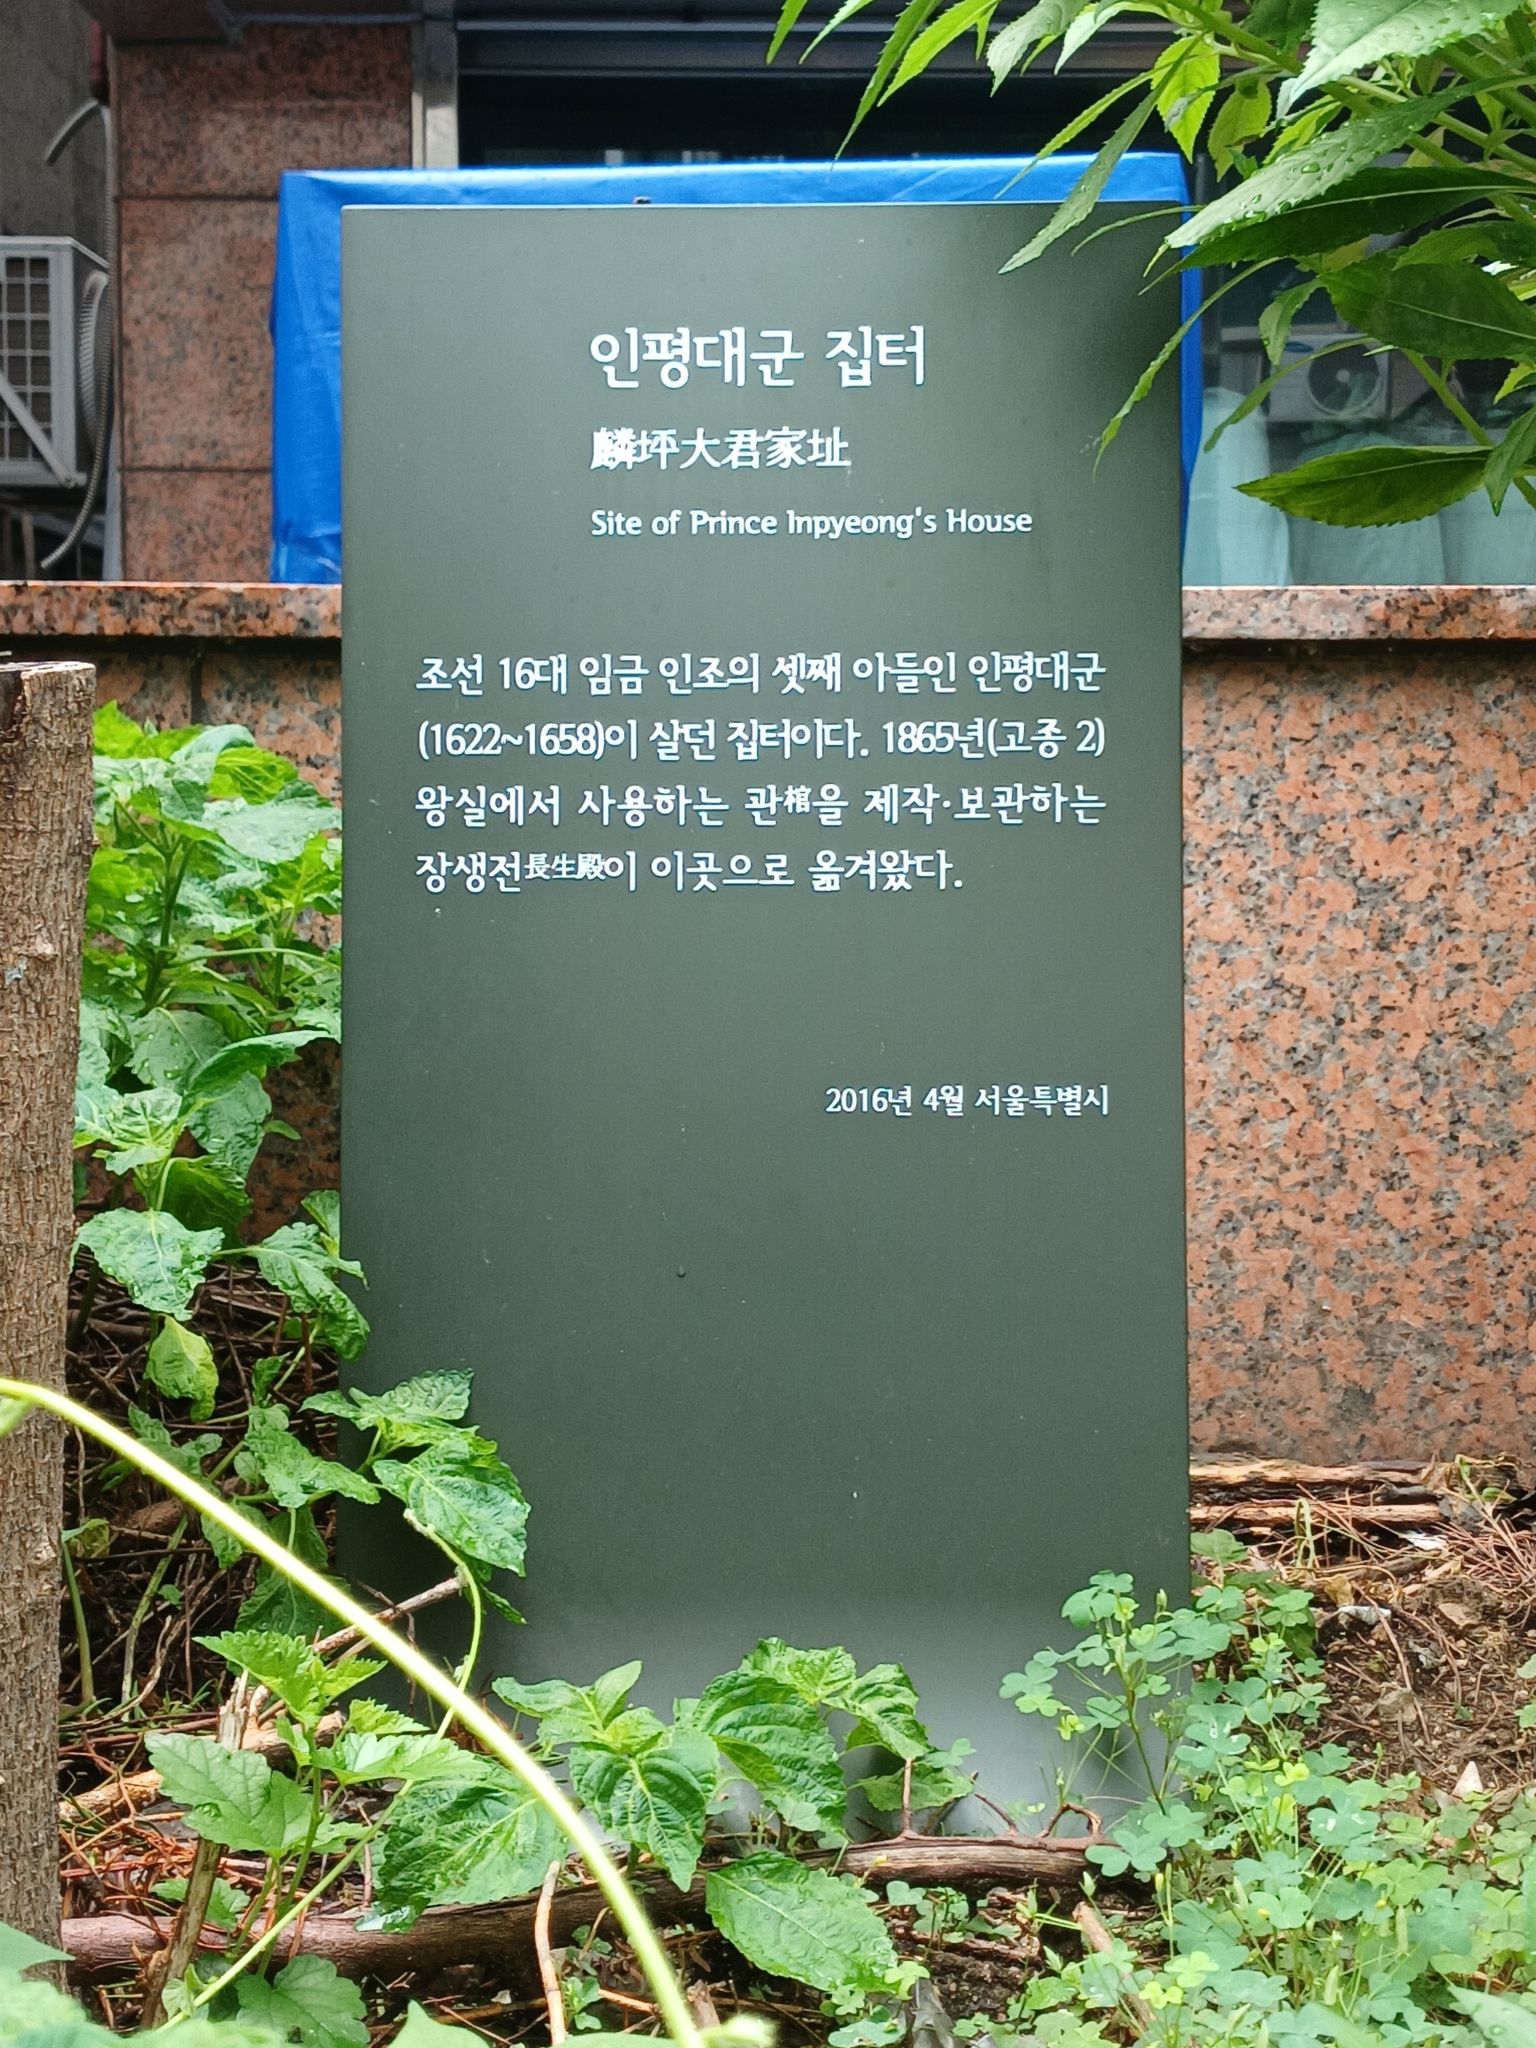 인평대군 집터
麟坪大君家址
Site of Prince Inpyeong's House
조선 16대 임금 인조의 셋째 아들인 인평대군
(1622~1658)이 살던 집터이다. 1865년(고종 2)
왕실에서 사용하는 관棺을 제작·보관하는
장생전長生殿이 이곳으로 옮겨왔다.
2016년 4월 서울특별시